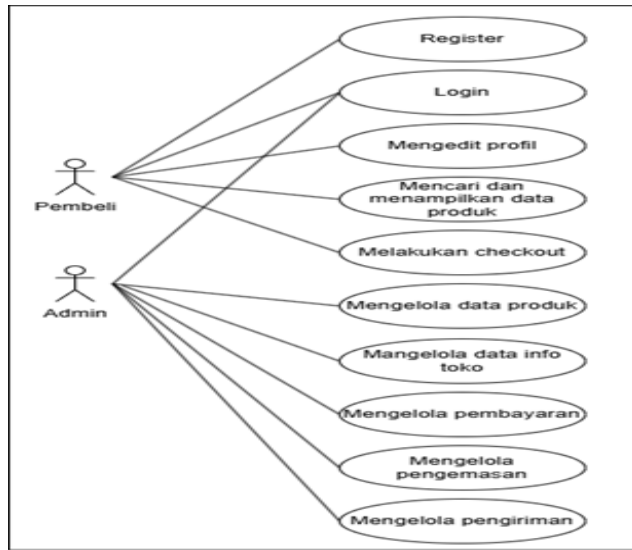 Register
Login
Mengedit profil
Mencari dan
menampilkan data
produk
Pembeli
Melakukan checkout
Admin
Mengelola data produk
Mangelola data info
toko
Mengelola pembayaran
Mengelola
pengemasan
Mengelola pengiriman